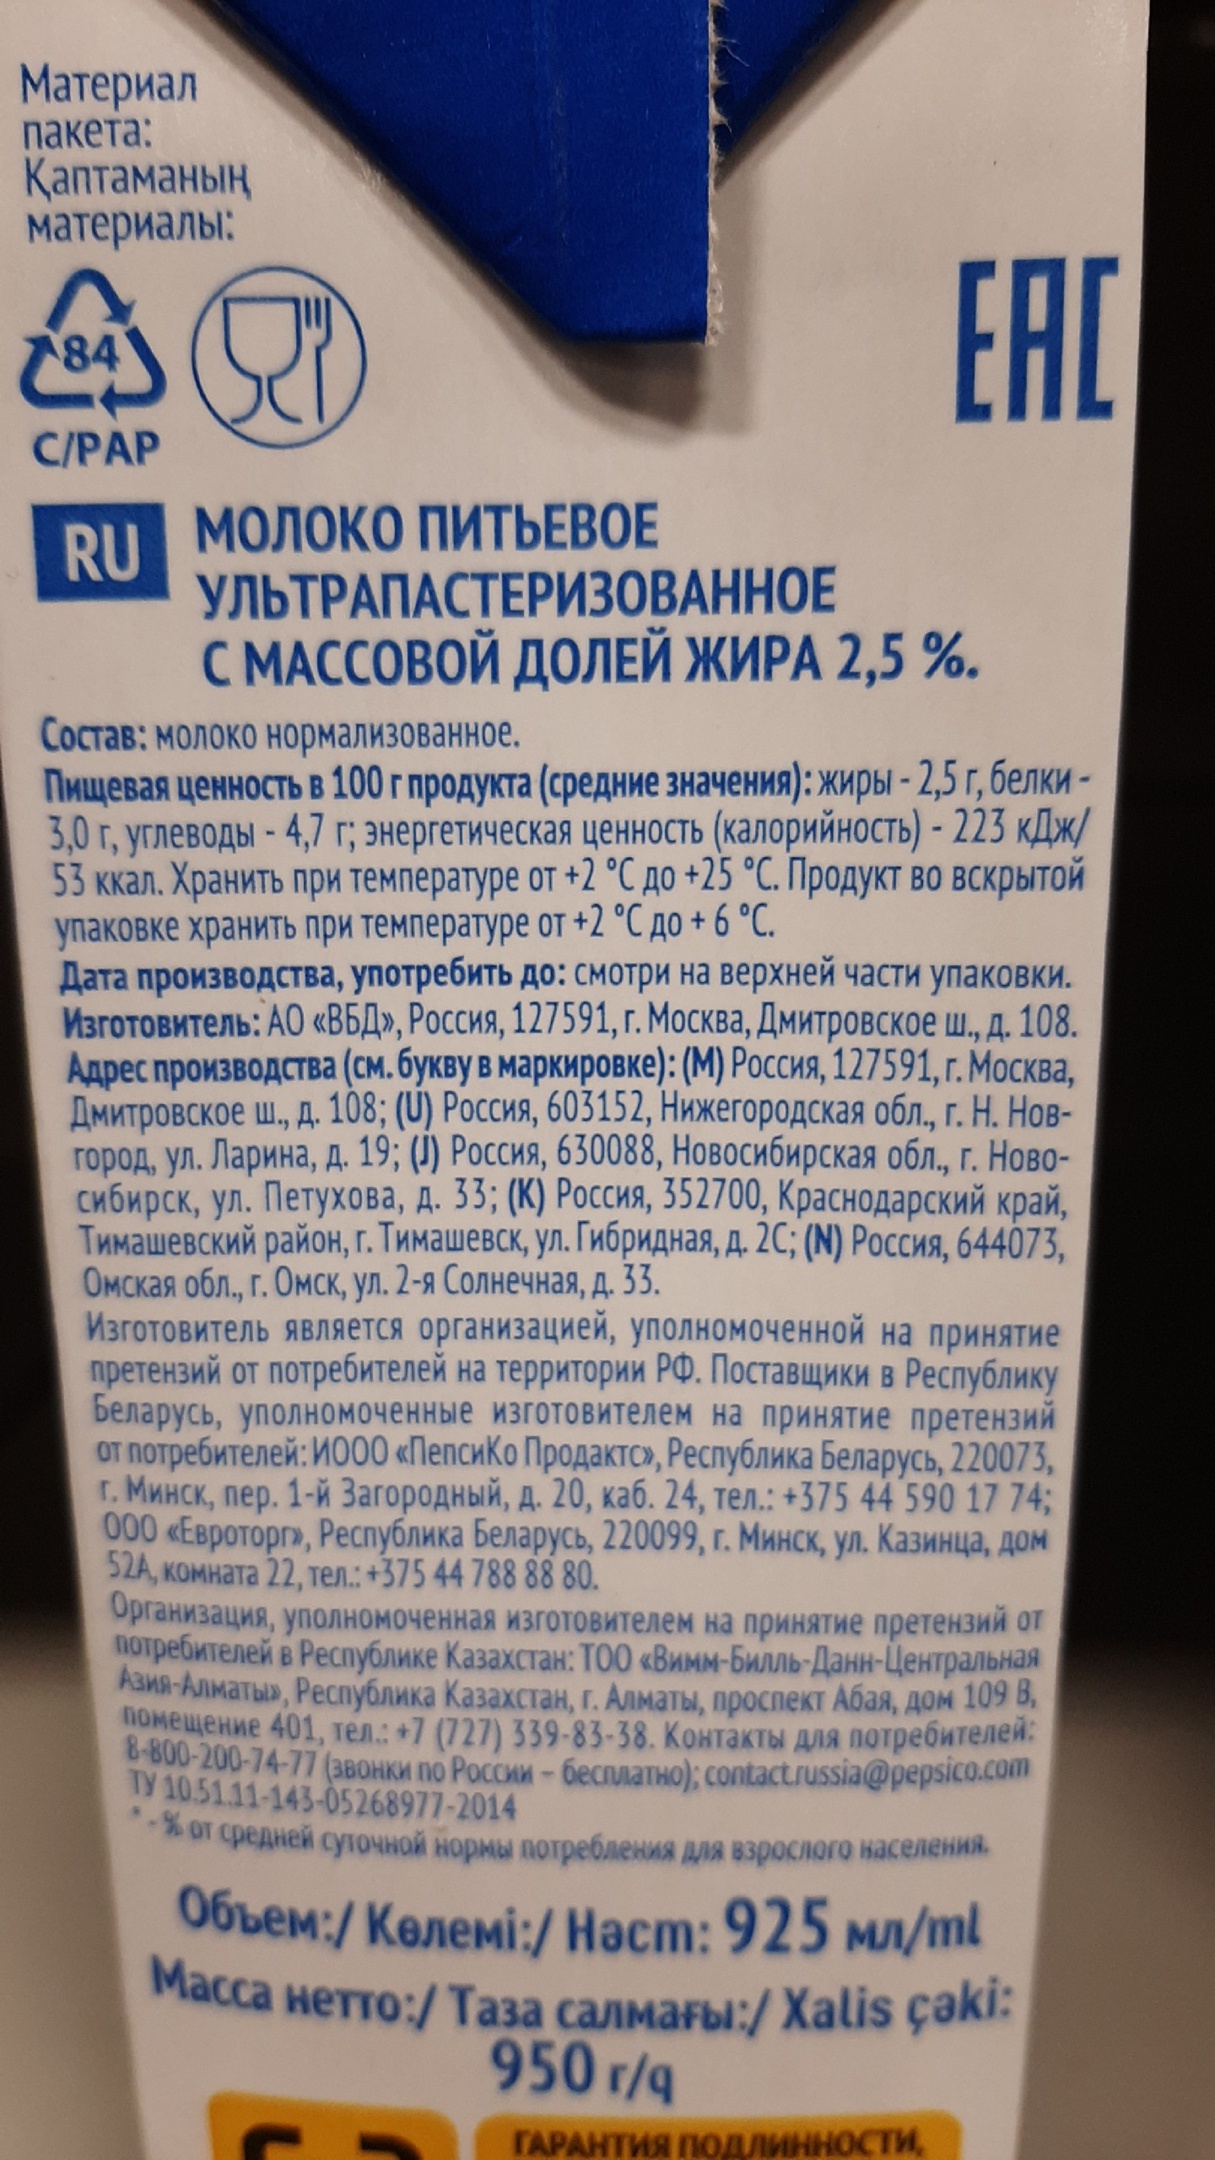 Материал
пакета:
Қаптаманың
материалы:
84
C/PAP
EAC
RU
МОЛОКО ПИТЬЕВОЕ
УЛЬТРАПАСТЕРИЗОВАННОЕ
С МАССОВОЙ ДОЛЕЙ ЖИРА 2,5 %.
Состав: молоко нормализованное.
Пищевая ценность в 100 г продукта (средние значения): жиры - 2,5 г, белки -
3,0 г, углеводы - 4,7 г; энергетическая ценность (калорийность) - 223 кДж/
53 ккал. Хранить при температуре от +2 °C до +25 °C. Продукт во вскрытой
упаковке хранить при температуре от +2 °C до + 6 °C.
Дата производства, употребить до: смотри на верхней части упаковки.
Изготовитель: АО «ВБД», Россия, 127591, г. Москва, Дмитровское ш., д. 108.
Адрес производства (см. букву в маркировке): (M) Россия, 127591, г. Москва,
Дмитровское ш., д. 108; (U) Россия, 603152, Нижегородская обл., г. Н. Нов-
город, ул. Ларина, д. 19; (J) Россия, 630088, Новосибирская обл., г. Ново-
сибирск, ул. Петухова, д. 33; (K) Россия, 352700, Краснодарский край,
Тимашевский район, г. Тимашевск, ул. Гибридная, д. 2С; (N) Россия, 644073,
Омская обл., г. Омск, ул. 2-я Солнечная, д. 33.
Изготовитель является организацией, уполномоченной на принятие
претензий от потребителей на территории РФ. Поставщики в Республику
Беларусь, уполномоченные изготовителем на принятие претензий
от потребителей: ИООО «ПепсиКо Продактс», Республика Беларусь, 220073,
г. Минск, пер. 1-й Загородный, д. 20, каб. 24, тел.: +375 44 590 17 74;
ООО «Евроторг», Республика Беларусь, 220099, г. Минск, ул. Казинца, дом
52А, комната 22, тел.: +375 44 788 88 80.
Организация, уполномоченная изготовителем на принятие претензий от
потребителей в Республике Казахстан: ТОО «Вимм-Билль-Данн-Центральная
Азия-Алматы», Республика Казахстан, г. Алматы, проспект Абая, дом 109 В,
помещение 401, тел.: +7 (727) 339-83-38. Контакты для потребителей:
8-800-200-74-77 (звонки по России – бесплатно); contact.russia@pepsico.com
ТУ 10.51.11-143-05268977-2014
* - % от средней суточной нормы потребления для взрослого населения.
Объем:/ Көлемі:/ Həcm: 925 мл/ml
Масса нетто:/ Таза салмағы:/ Xalis çəki:
950 г/q
ГАРАНТИЯ ПОДЛИННОСТИ,